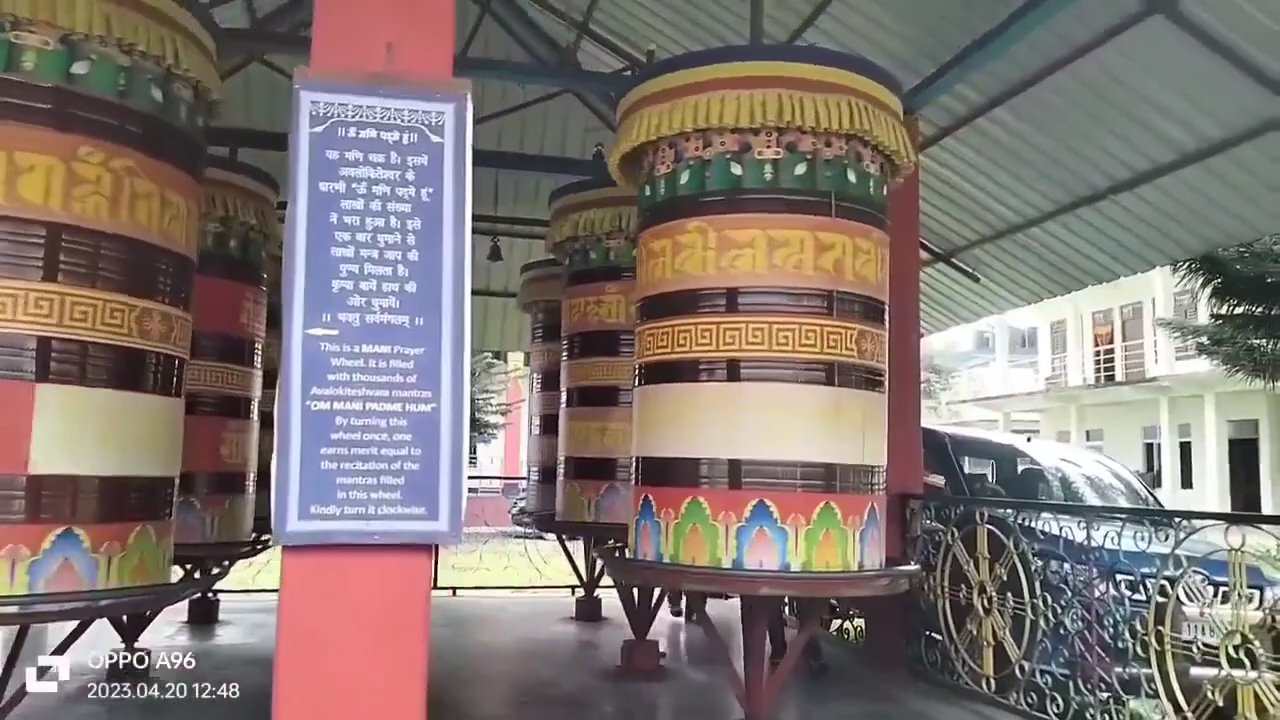 ।। ॐ मणि पद्मे हूं ।।
यह मणि चक्र है। इसमें
अवलोकितेश्वर के
धारणी "ॐ मणि पद्मे हूँ"
लाखों की संख्या
में भरा हुआ है। इसे
एक बार घुमाने से
लाखों मन्त्र जाप की
पुण्य मिलता है।
कृप्या बायें हाथ की
ओर घुमायें।
।। भवतु सर्वमंगलम् ।।
This is a MANI Prayer
Wheel. It is filled
with thousands of
Avalokiteshvara mantras
"OM MANI PADME HUM"
By turning this
wheel once, one
earns merit equal to
the recitation of the
mantras filled
in this wheel.
Kindly turn it clockwise.
OPPO A96
2023.04.20 12:48